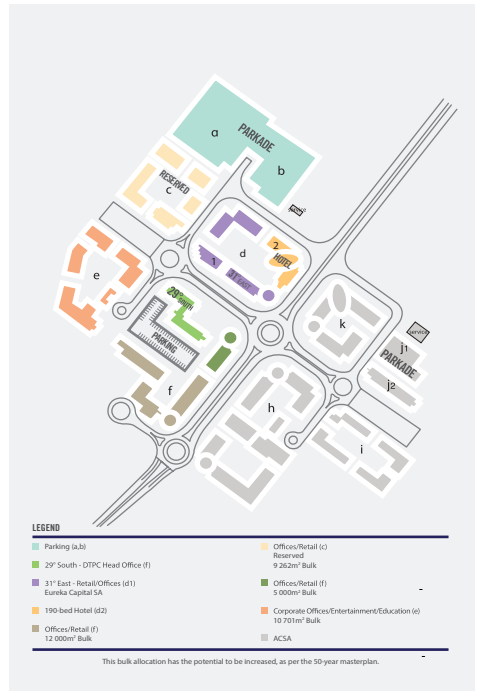 PARKADE
a
b
RESERVED
c
service
d
2
HOTEL
1
31° EAST
e
29° SOUTH
PARKING
k
service
j1
PARKADE
j2
f
h
i
LEGEND
Parking (a,b)
29° South - DTPC Head Office (f)
31° East - Retail/Offices (d1)
Eureka Capital SA
190-bed Hotel (d2)
Offices/Retail (f)
12 000m² Bulk
Offices/Retail (c)
Reserved
9 262m² Bulk
Offices/Retail (f)
5 000m² Bulk
Corporate Offices/Entertainment/Education (e)
10 701m² Bulk
ACSA
This bulk allocation has the potential to be increased, as per the 50-year masterplan.